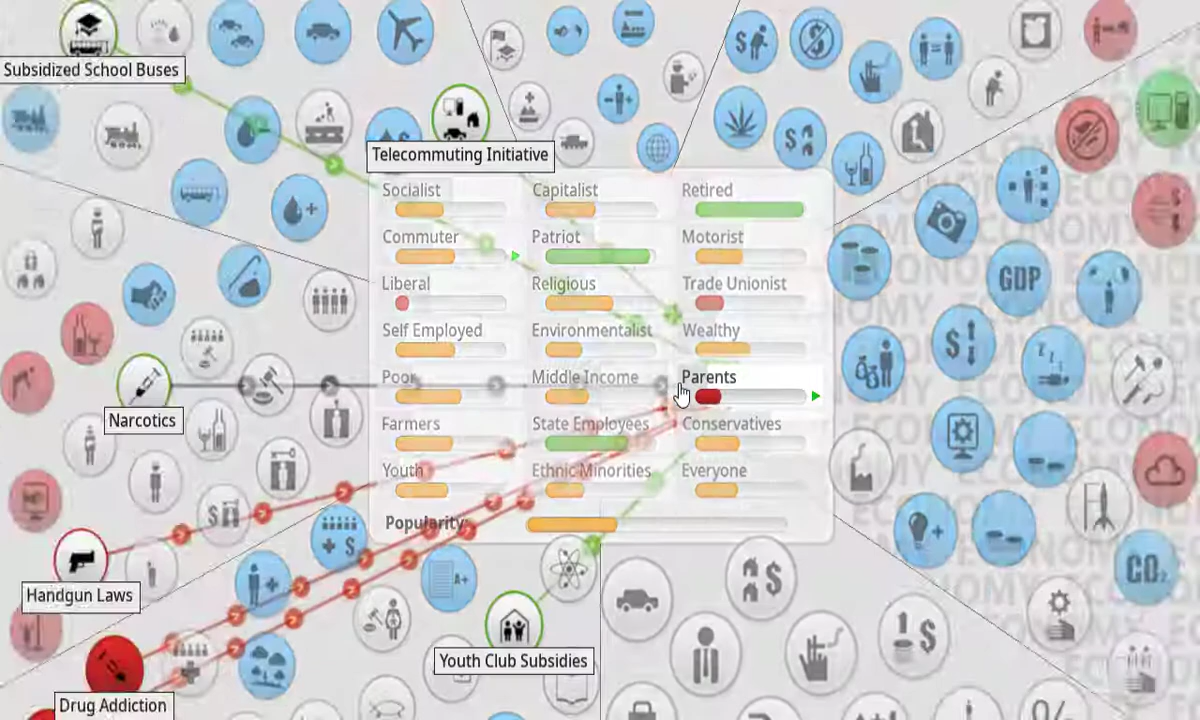 Subsidized School Buses
Telecommuting Initiative
Socialist
Capitalist
Retired
Commuter
Patriot
Motorist
Liberal
Religious
Trade Unionist
Self Employed
Environmentalist
Wealthy
Poor
Middle Income
Parents
Narcotics
Farmers
State Employees
Conservatives
Youth
Ethnic Minorities
Everyone
Popularity
Handgun Laws
Youth Club Subsidies
Drug Addiction
GDP
CO₂
A+
ECONOMY